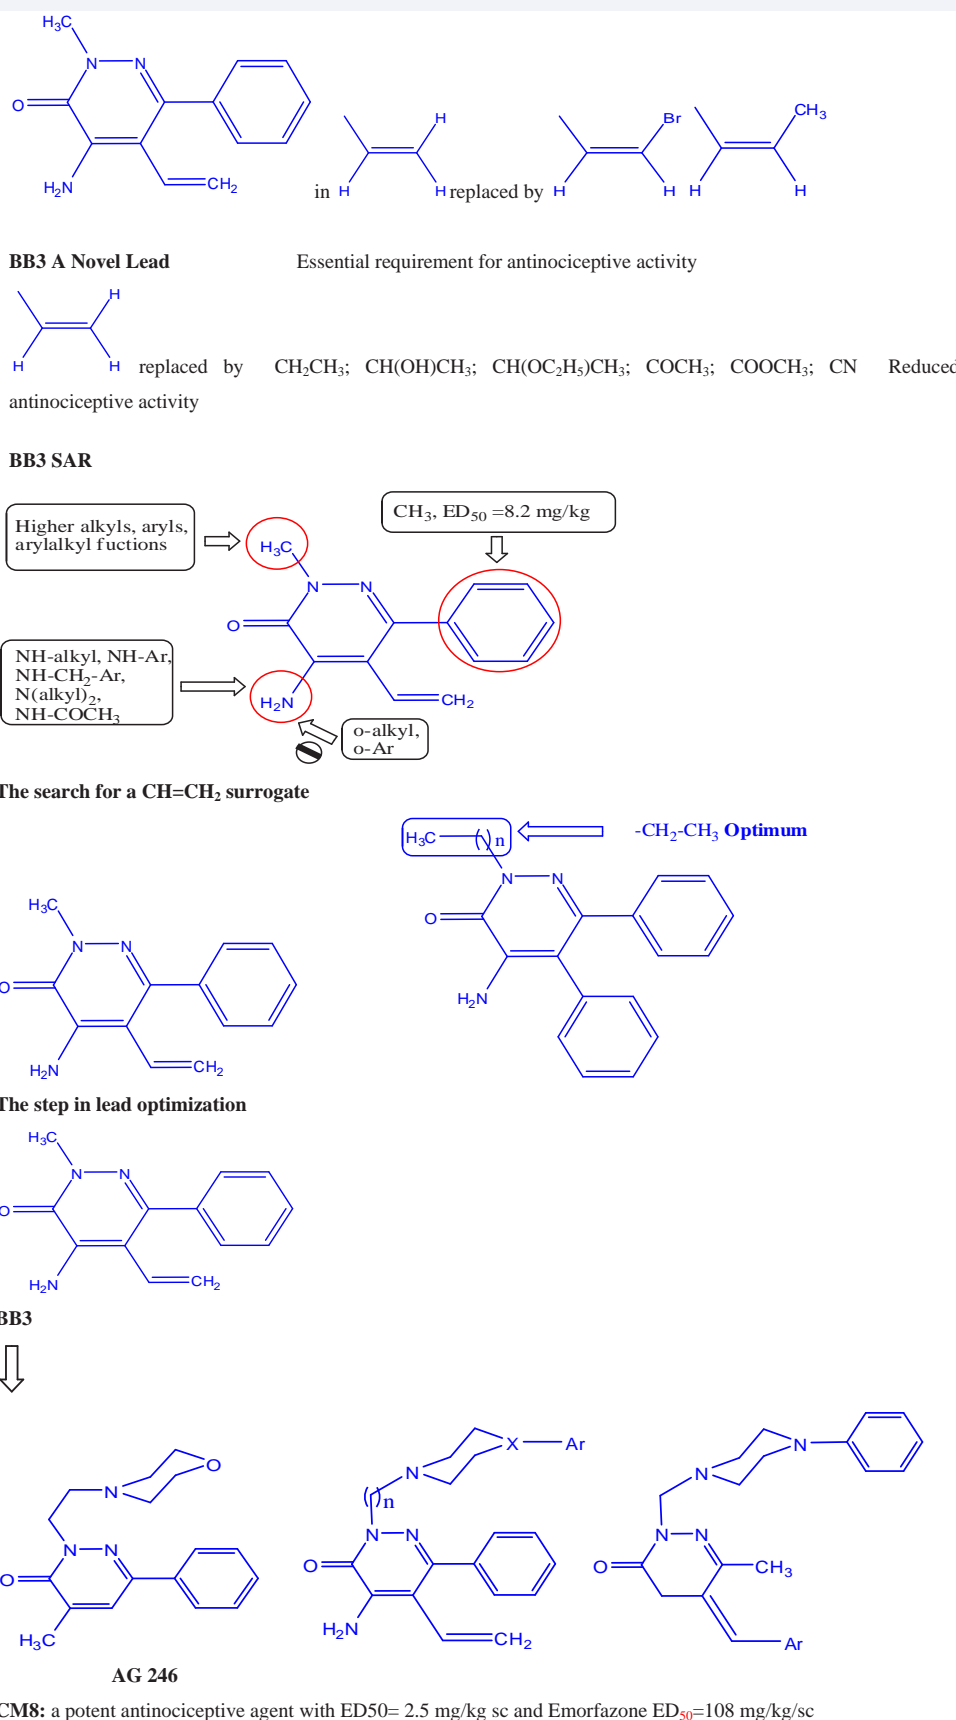 H₃C
N N
O
H₂N CH₂
H
H H
in replaced by
Br
H H
CH₃
H H
BB3 A Novel Lead Essential requirement for antinociceptive activity
H
H H
replaced by CH₂CH₃; CH(OH)CH₃; CH(OC₂H₅)CH₃; COCH₃; COOCH₃; CN Reduced
antinociceptive activity
BB3 SAR
Higher alkyls, aryls,
arylalkyl fuctions
CH₃, ED₅₀ =8.2 mg/kg
H₃C
N N
O
NH-alkyl, NH-Ar,
NH-CH₂-Ar,
N(alkyl)₂,
NH-COCH₃
H₂N CH₂
o-alkyl,
o-Ar
The search for a CH=CH₂ surrogate
H₃C ( )n
-CH₂-CH₃ Optimum
N N
O
H₂N
H₃C
N N
O
H₂N CH₂
The step in lead optimization
H₃C
N N
O
H₂N CH₂
BB3
O
N
N N
O
H₃C
X Ar
N
( )n
N N
O
H₂N CH₂
N
N
N N
O
CH₃
Ar
AG 246
CM8: a potent antinociceptive agent with ED50= 2.5 mg/kg sc and Emorfazone ED₅₀=108 mg/kg/sc